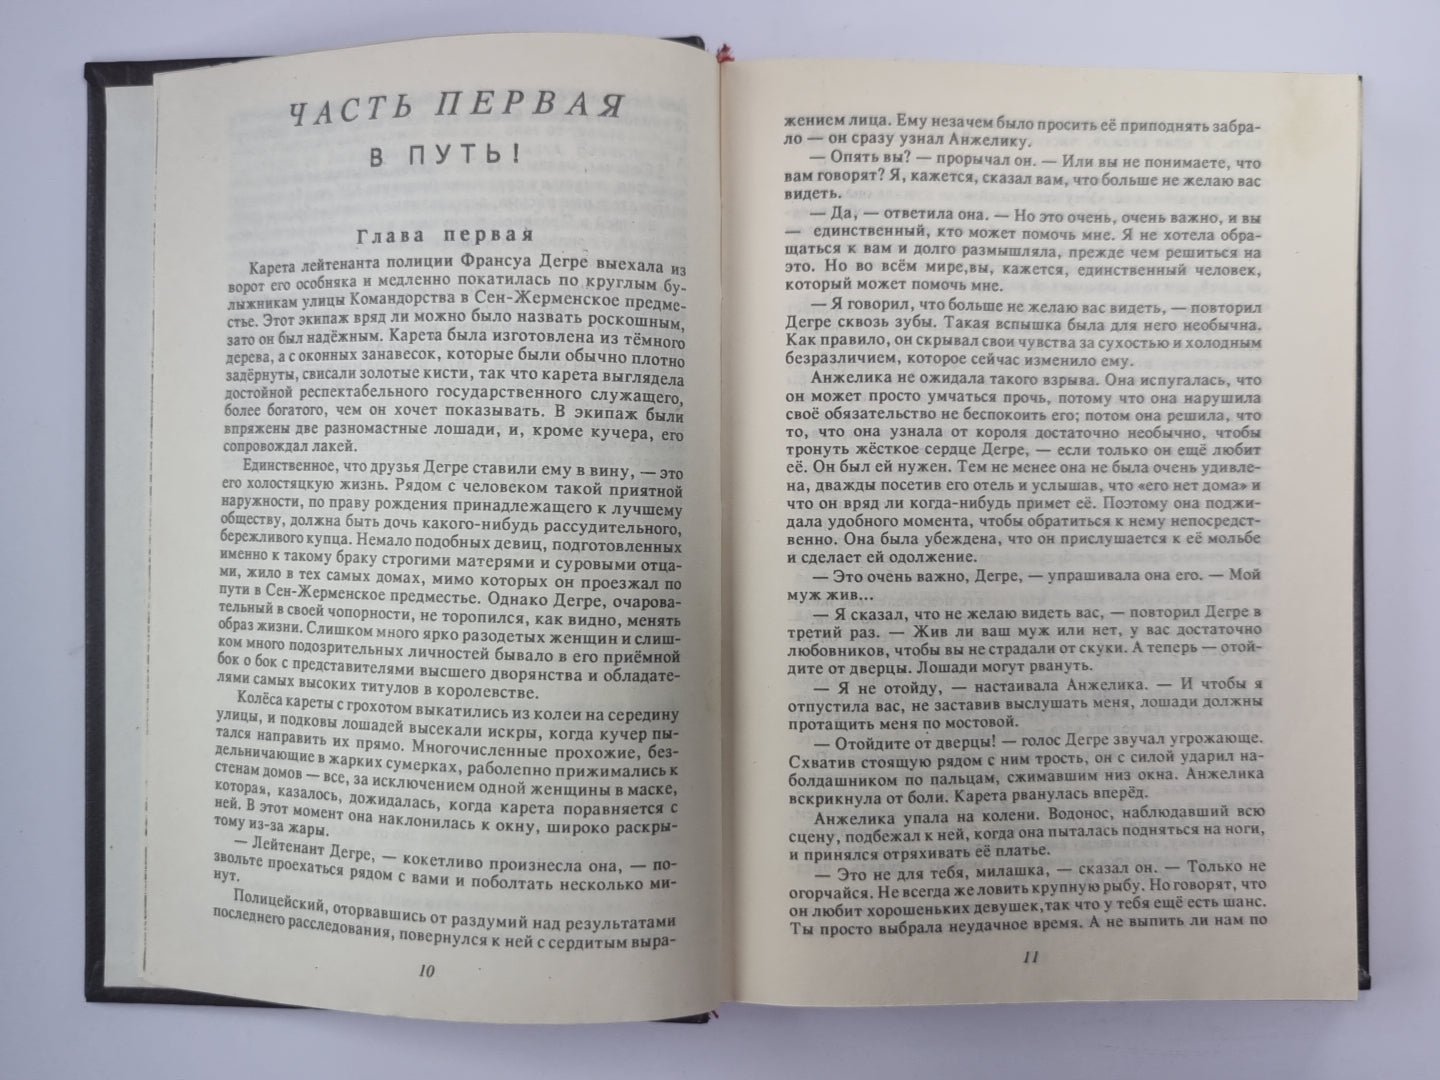 ЧАСТЬ ПЕРВАЯ
В ПУТЬ!
Глава первая
Карета лейтенанта полиции Франсуа Дегре выехала из
ворот его особняка и медленно покатилась по круглым бу-
лыжникам улицы Командорства в Сен-Жерменское предме-
стье. Этот экипаж вряд ли можно было назвать роскошным,
зато он был надёжным. Карета была изготовлена из тёмного
дерева, а с оконных занавесок, которые были обычно плотно
задёрнуты, свисали золотые кисти, так что карета выглядела
достойной респектабельного государственного служащего,
более богатого, чем он хочет показывать. В экипаж были
впряжены две разномастные лошади, и, кроме кучера, его
сопровождал лакей.
Единственное, что друзья Дегре ставили ему в вину, — это
его холостяцкую жизнь. Рядом с человеком такой приятной
наружности, по праву рождения принадлежащего к лучшему
обществу, должна быть дочь какого-нибудь рассудительного,
бережливого купца. Немало подобных девиц, подготовленных
именно к такому браку строгими матерями и суровыми отца-
ми, жило в тех самых домах, мимо которых он проезжал по
пути в Сен-Жерменское предместье. Однако Дегре, очарова-
тельный в своей чопорности, не торопился, как видно, менять
образ жизни. Слишком много ярко разодетых женщин и слиш-
ком много подозрительных личностей бывало в его приёмной
бок о бок с представителями высшего дворянства и обладате-
лями самых высоких титулов в королевстве.
Колёса кареты с грохотом выкатились из колеи на середину
улицы, и подковы лошадей высекали искры, когда кучер пы-
тался направить их прямо. Многочисленные прохожие, без-
дельничающие в жарких сумерках, раболепно прижимались к
стенам домов — все, за исключением одной женщины в маске,
которая, казалось, дожидалась, когда карета поравняется с
ней. В этот момент она наклонилась к окну, широко раскры-
тому из-за жары.
— Лейтенант Дегре, — кокетливо произнесла она, — по-
звольте проехаться рядом с вами и поболтать несколько ми-
нут.
Полицейский, оторвавшись от раздумий над результатами
последнего расследования, повернулся к ней с сердитым выра-
10
жением лица. Ему незачем было просить её приподнять забра-
ло — он сразу узнал Анжелику.
— Опять вы? — прорычал он. — Или вы не понимаете, что
вам говорят? Я, кажется, сказал вам, что больше не желаю вас
видеть.
— Да, — ответила она. — Но это очень, очень важно, и вы
— единственный, кто может помочь мне. Я не хотела обра-
щаться к вам и долго размышляла, прежде чем решиться на
это. Но во всём мире,вы, кажется, единственный человек,
который может помочь мне.
— Я говорил, что больше не желаю вас видеть, — повторил
Дегре сквозь зубы. Такая вспышка была для него необычна.
Как правило, он скрывал свои чувства за сухостью и холодным
безразличием, которое сейчас изменило ему.
Анжелика не ожидала такого взрыва. Она испугалась, что
он может просто умчаться прочь, потому что она нарушила
своё обязательство не беспокоить его; потом она решила, что
то, что она узнала от короля достаточно необычно, чтобы
тронуть жёсткое сердце Дегре, — если только он ещё любит
её. Он был ей нужен. Тем не менее она не была очень удивле-
на, дважды посетив его отель и услышав, что «его нет дома» и
что он вряд ли когда-нибудь примет её. Поэтому она поджи-
дала удобного момента, чтобы обратиться к нему непосредст-
венно. Она была убеждена, что он прислушается к её мольбе
и сделает ей одолжение.
— Это очень важно, Дегре, — упрашивала она его. — Мой
муж жив...
— Я сказал, что не желаю видеть вас, — повторил Дегре в
третий раз. — Жив ли ваш муж или нет, у вас достаточно
любовников, чтобы вы не страдали от скуки. А теперь — отой-
дите от дверцы. Лошади могут рвануть.
— Я не отойду, — настаивала Анжелика. — И чтобы я
отпустила вас, не заставив выслушать меня, лошади должны
протащить меня по мостовой.
— Отойдите от дверцы! — голос Дегре звучал угрожающе.
Схватив стоящую рядом с ним трость, он с силой ударил на-
болдашником по пальцам, сжимавшим низ окна. Анжелика
вскрикнула от боли. Карета рванулась вперёд.
Анжелика упала на колени. Водонос, наблюдавший всю
сцену, подбежал к ней, когда она пыталась подняться на ноги,
и принялся отряхивать её платье.
— Это не для тебя, милашка, — сказал он. — Только не
огорчайся. Не всегда же ловить крупную рыбу. Но говорят, что
он любит хорошеньких девушек,так что у тебя ещё есть шанс.
Ты просто выбрала неудачное время. А не выпить ли нам по
11